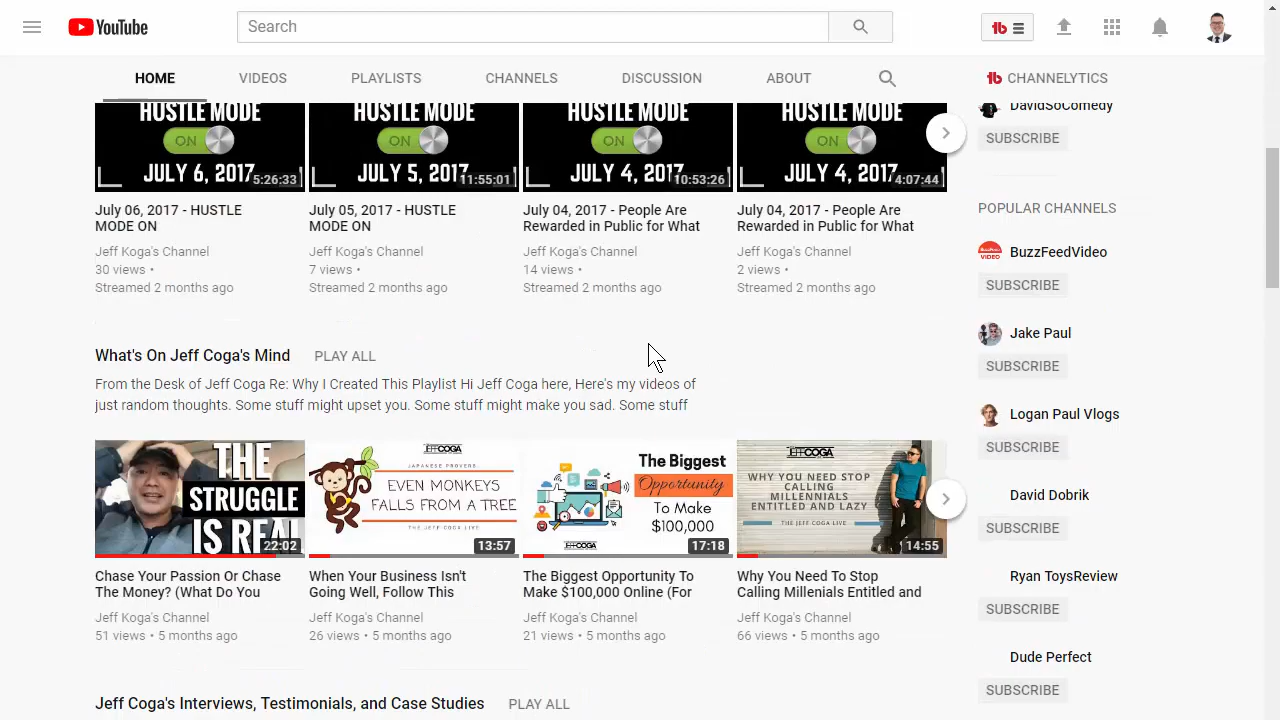 YouTube
Search
HOME
VIDEOS
PLAYLISTS
CHANNELS
DISCUSSION
ABOUT
CHANNELYTICS
HUSTLE MODE
ON
JULY 6, 2017
5:26:33
HUSTLE MODE
ON
JULY 5, 2017
11:55:01
HUSTLE MODE
ON
JULY 4, 2017
10:53:26
HUSTLE MODE
ON
JULY 4, 2017
4:07:44
July 06, 2017 - HUSTLE
MODE ON
Jeff Koga's Channel
30 views •
Streamed 2 months ago
July 05, 2017 - HUSTLE
MODE ON
Jeff Koga's Channel
7 views •
Streamed 2 months ago
July 04, 2017 - People Are
Rewarded in Public for What
Jeff Koga's Channel
14 views •
Streamed 2 months ago
July 04, 2017 - People Are
Rewarded in Public for What
Jeff Koga's Channel
2 views •
Streamed 2 months ago
What's On Jeff Coga's Mind
PLAY ALL
From the Desk of Jeff Coga Re: Why I Created This Playlist Hi Jeff Coga here, Here's my videos of
just random thoughts. Some stuff might upset you. Some stuff might make you sad. Some stuff
THE
STRUGGLE
IS REAL
22:02
JEFFCOGA
JAPANESE PROVERB
EVEN MONKEYS
FALLS FROM A TREE
THE JEFF COGA LIVE
13:57
The Biggest
Opportunity
To Make
$100,000
JEFFCOGA
17:18
JEFFCOGA
WHY YOU NEED STOP
CALLING
MILLENNIALS
ENTITLED AND LAZY
THE JEFF COGA LIVE
14:55
Chase Your Passion Or Chase
The Money? (What Do You
Jeff Koga's Channel
51 views • 5 months ago
When Your Business Isn't
Going Well, Follow This
Jeff Koga's Channel
26 views • 5 months ago
The Biggest Opportunity To
Make $100,000 Online (For
Jeff Koga's Channel
21 views • 5 months ago
Why You Need To Stop
Calling Millenials Entitled and
Jeff Koga's Channel
66 views • 5 months ago
Jeff Coga's Interviews, Testimonials, and Case Studies
PLAY ALL
DavidSoComedy
SUBSCRIBE
POPULAR CHANNELS
BuzzFeedVideo
SUBSCRIBE
Jake Paul
SUBSCRIBE
Logan Paul Vlogs
SUBSCRIBE
David Dobrik
SUBSCRIBE
Ryan ToysReview
SUBSCRIBE
Dude Perfect
SUBSCRIBE